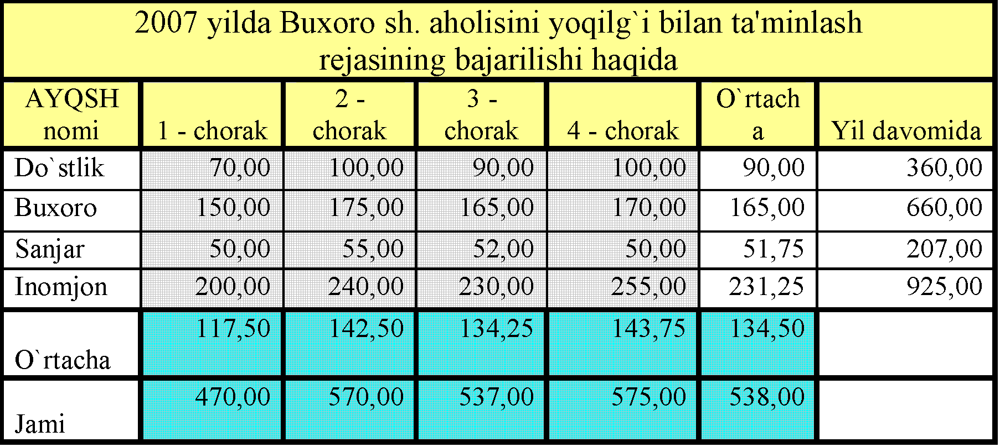 2007 yilda Buxoro sh. aholisini yoqilg`i bilan ta'minlash
rejasining bajarilishi haqida
AYQSH nomi 1 - chorak 2 - chorak 3 - chorak 4 - chorak O`rtacha Yil davomida
Do`stlik 70,00 100,00 90,00 100,00 90,00 360,00
Buxoro 150,00 175,00 165,00 170,00 165,00 660,00
Sanjar 50,00 55,00 52,00 50,00 51,75 207,00
Inomjon 200,00 240,00 230,00 255,00 231,25 925,00
O`rtacha 117,50 142,50 134,25 143,75 134,50
Jami 470,00 570,00 537,00 575,00 538,00